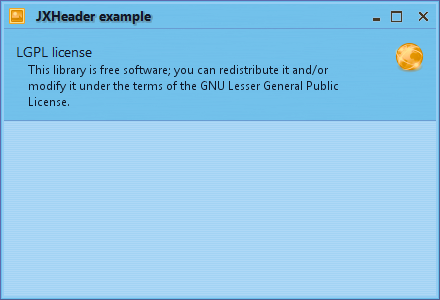 JXHeader example
LGPL license
This library is free software; you can redistribute it and/or
modify it under the terms of the GNU Lesser General Public
License.